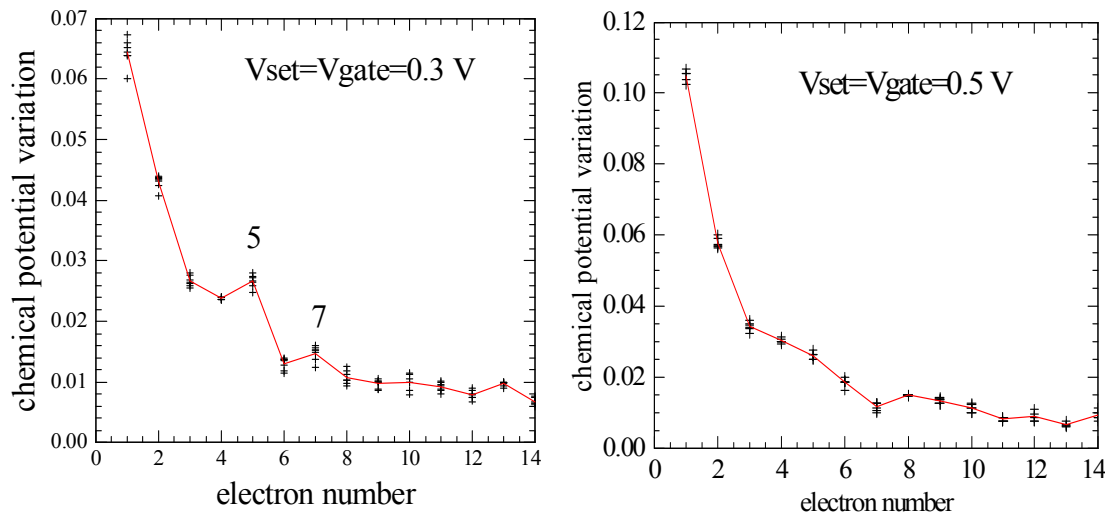 0.07
0.06
0.05
0.04
0.03
0.02
0.01
0.00
chemical potential variation
Vset=Vgate=0.3 V
5
7
0 2 4 6 8 10 12 14
electron number
0.12
0.10
0.08
0.06
0.04
0.02
0.00
chemical potential variation
Vset=Vgate=0.5 V
0 2 4 6 8 10 12 14
electron number